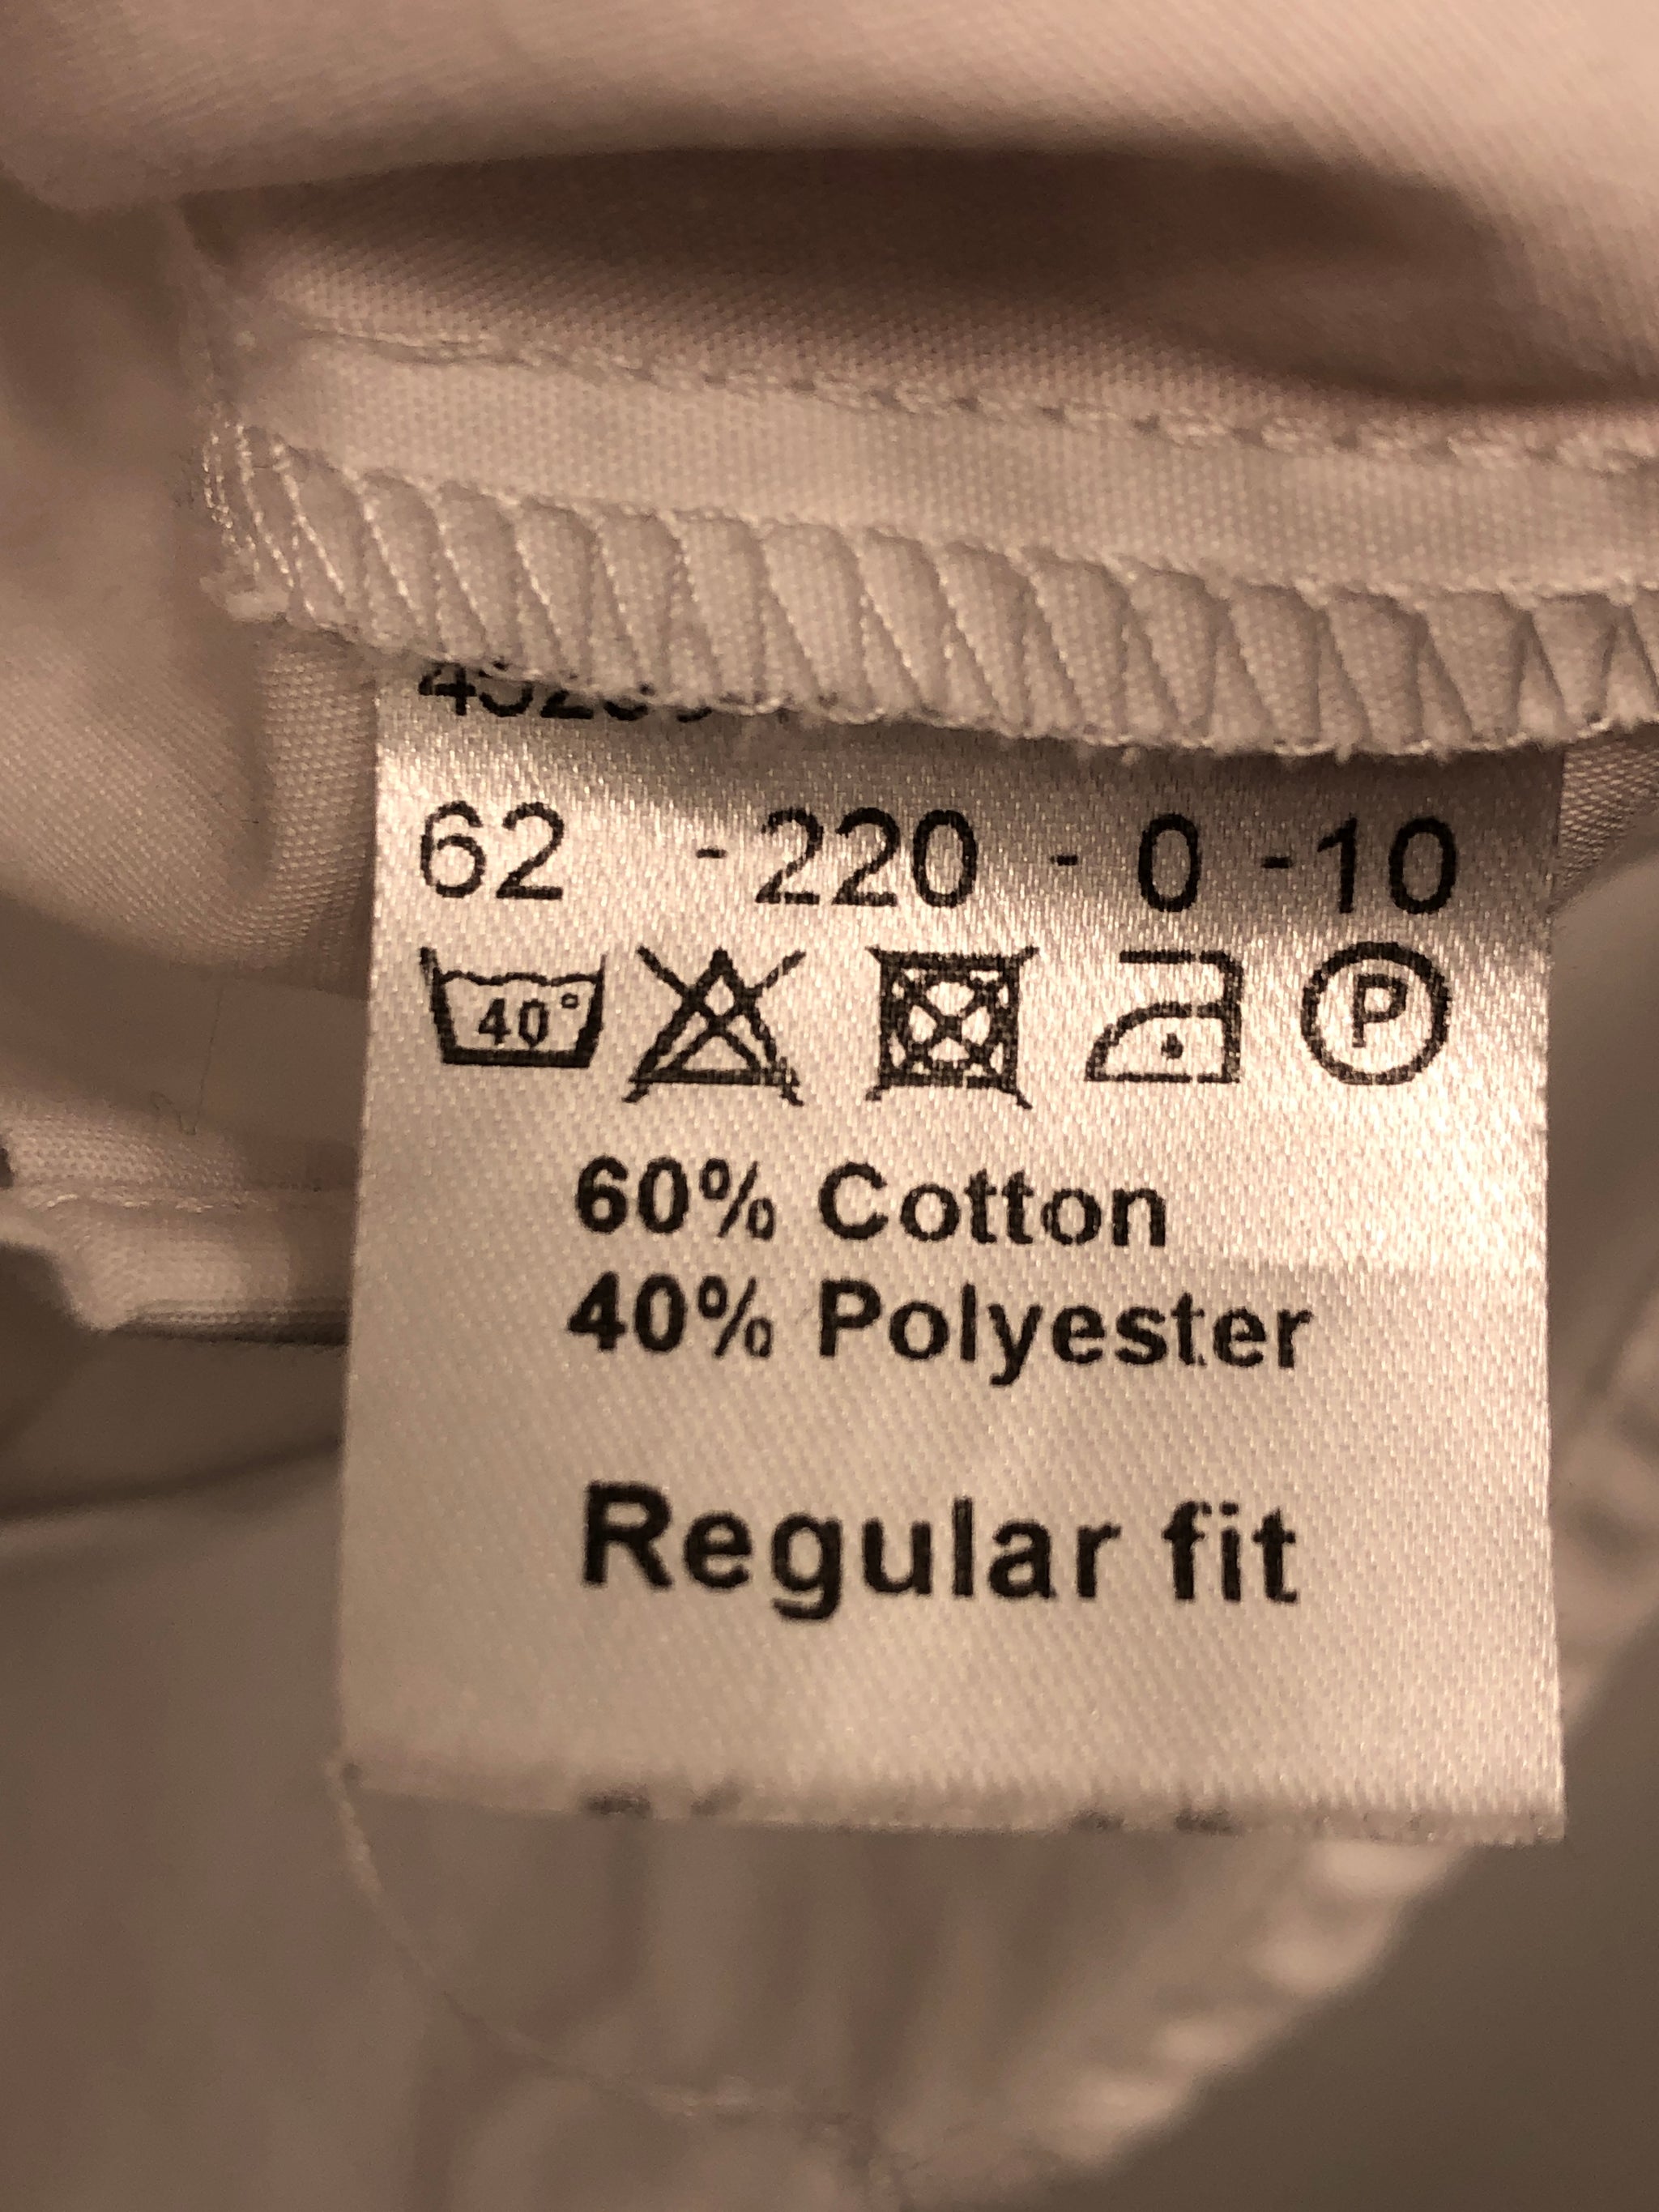 62 -220 - 0 -10
40°
P
60% Cotton
40% Polyester
Regular fit